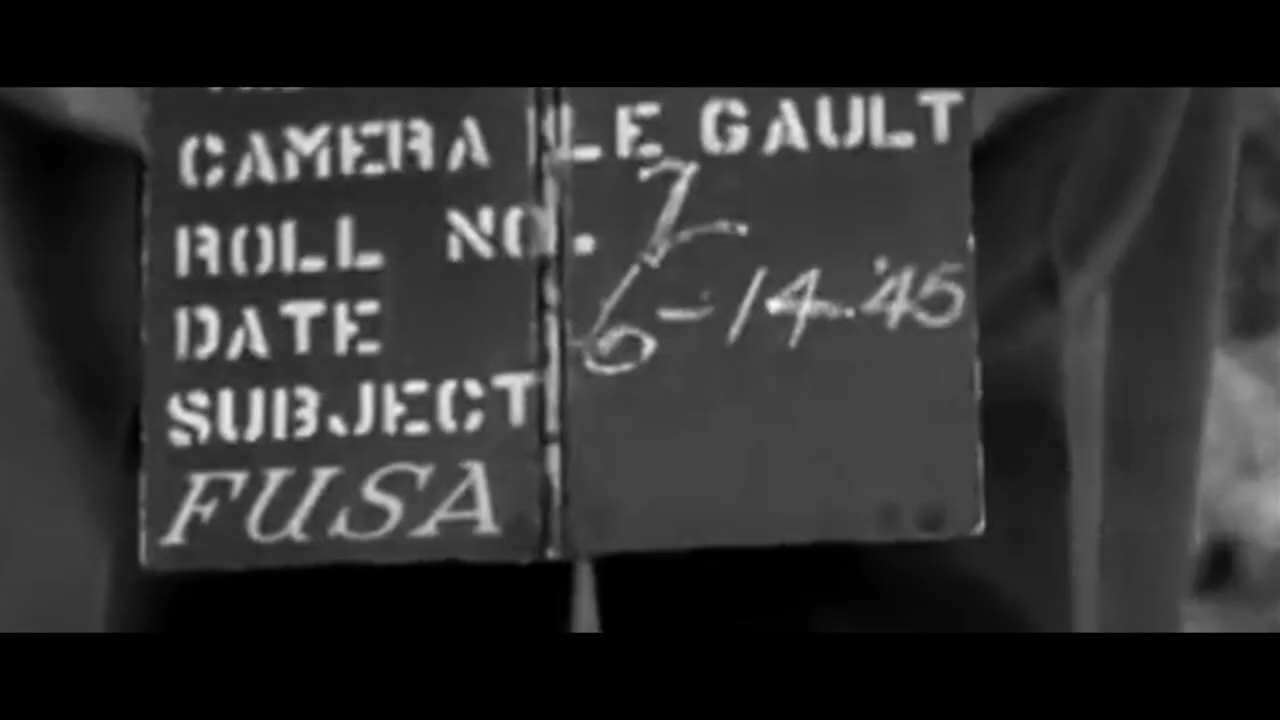 CAMERA LE GAULT
ROLL NO. 7
DATE 6-14-'45
SUBJECT
FUSA